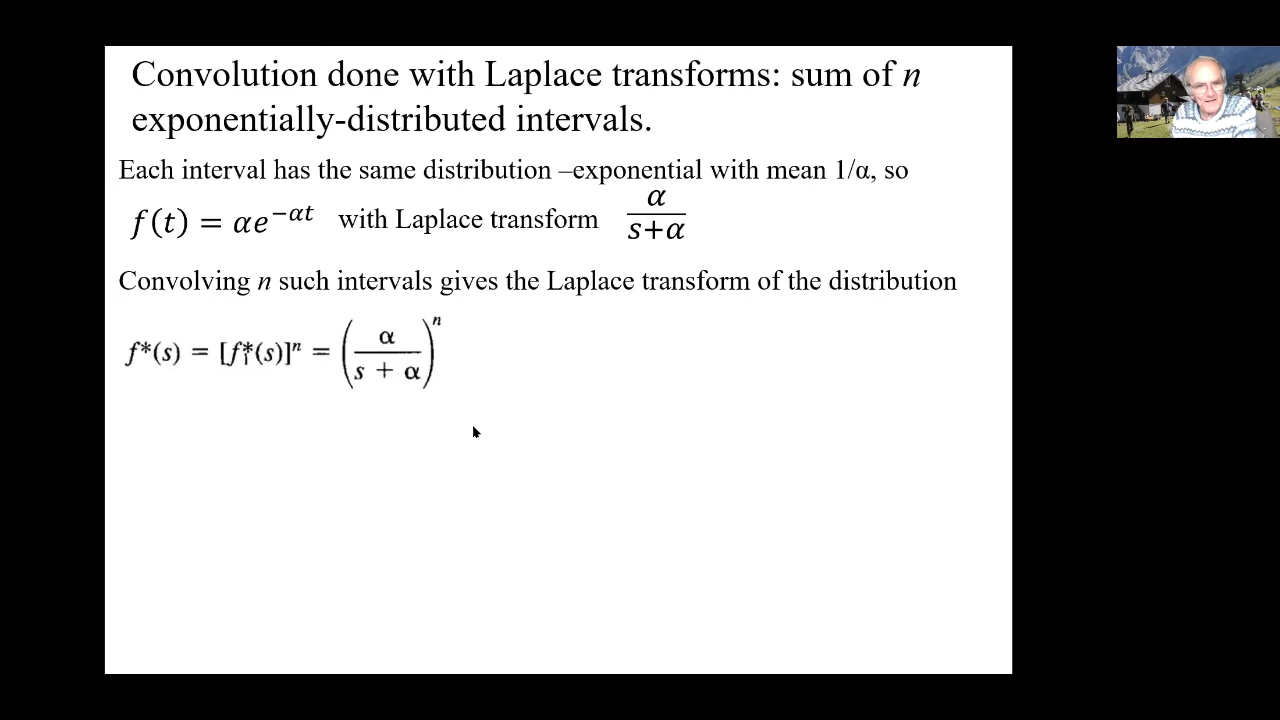 Convolution done with Laplace transforms: sum of n
exponentially-distributed intervals.
Each interval has the same distribution –exponential with mean 1/α, so
f(t) = αe^{−αt} with Laplace transform α/(s+α)
Convolving n such intervals gives the Laplace transform of the distribution
f*(s) = [f₁*(s)]ⁿ = (α/(s + α))ⁿ